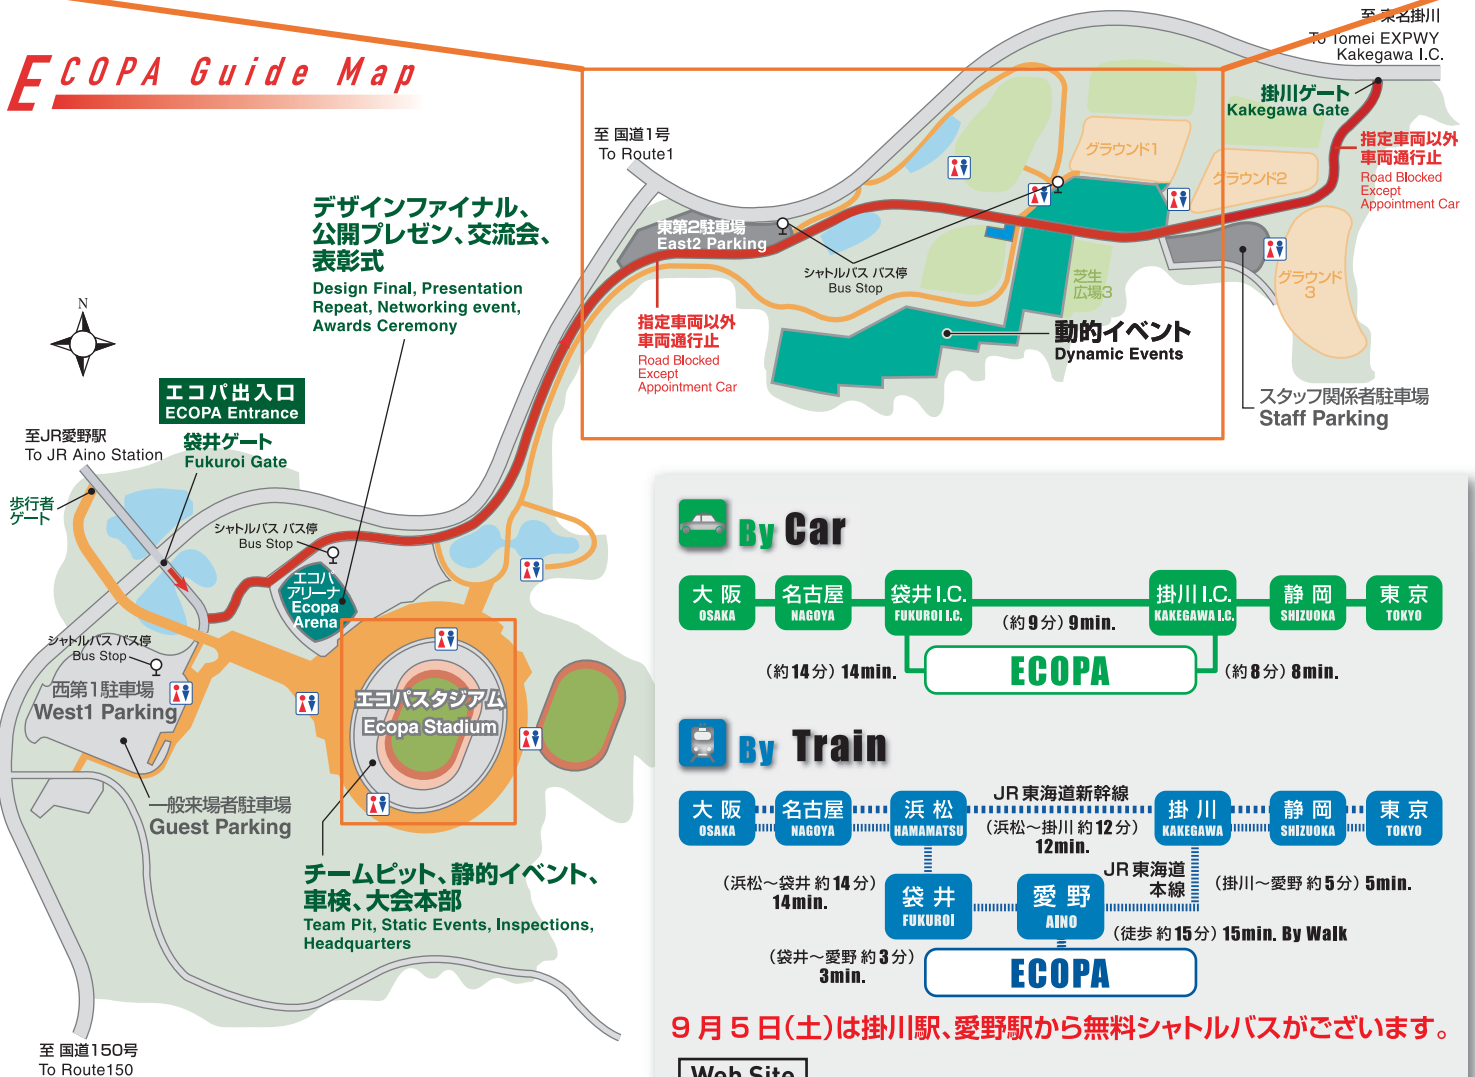 ECOPA Guide Map
至 東名掛川
To Tomei EXPWY
Kakegawa I.C.
掛川ゲート
Kakegawa Gate
指定車両以外
車両通行止
Road Blocked
Except
Appointment Car
至 国道1号
To Route1
グラウンド1
グラウンド2
グラウンド
3
東第2駐車場
East2 Parking
シャトルバス バス停
Bus Stop
芝生
広場3
指定車両以外
車両通行止
Road Blocked
Except
Appointment Car
動的イベント
Dynamic Events
スタッフ関係者駐車場
Staff Parking
デザインファイナル、
公開プレゼン、交流会、
表彰式
Design Final, Presentation
Repeat, Networking event,
Awards Ceremony
N
エコパ出入口
ECOPA Entrance
袋井ゲート
Fukuroi Gate
至JR愛野駅
To JR Aino Station
歩行者
ゲート
シャトルバス バス停
Bus Stop
エコパ
アリーナ
Ecopa
Arena
シャトルバス バス停
Bus Stop
西第1駐車場
West1 Parking
エコパスタジアム
Ecopa Stadium
一般来場者駐車場
Guest Parking
チームピット、静的イベント、
車検、大会本部
Team Pit, Static Events, Inspections,
Headquarters
至 国道150号
To Route150
By Car
大阪
OSAKA
名古屋
NAGOYA
袋井I.C.
FUKUROI I.C.
(約9分) 9min.
掛川I.C.
KAKEGAWA I.C.
静岡
SHIZUOKA
東京
TOKYO
(約14分) 14min.
ECOPA
(約8分) 8min.
By Train
JR東海道新幹線
大阪
OSAKA
名古屋
NAGOYA
浜松
HAMAMATSU
(浜松～掛川 約12分)
12min.
掛川
KAKEGAWA
静岡
SHIZUOKA
東京
TOKYO
(浜松～袋井 約14分)
14min.
袋井
FUKUROI
愛野
AINO
JR東海道
本線
(掛川～愛野 約5分) 5min.
(徒歩 約15分) 15min. By Walk
(袋井～愛野 約3分)
3min.
ECOPA
9月5日(土)は掛川駅、愛野駅から無料シャトルバスがございます。
Web Site